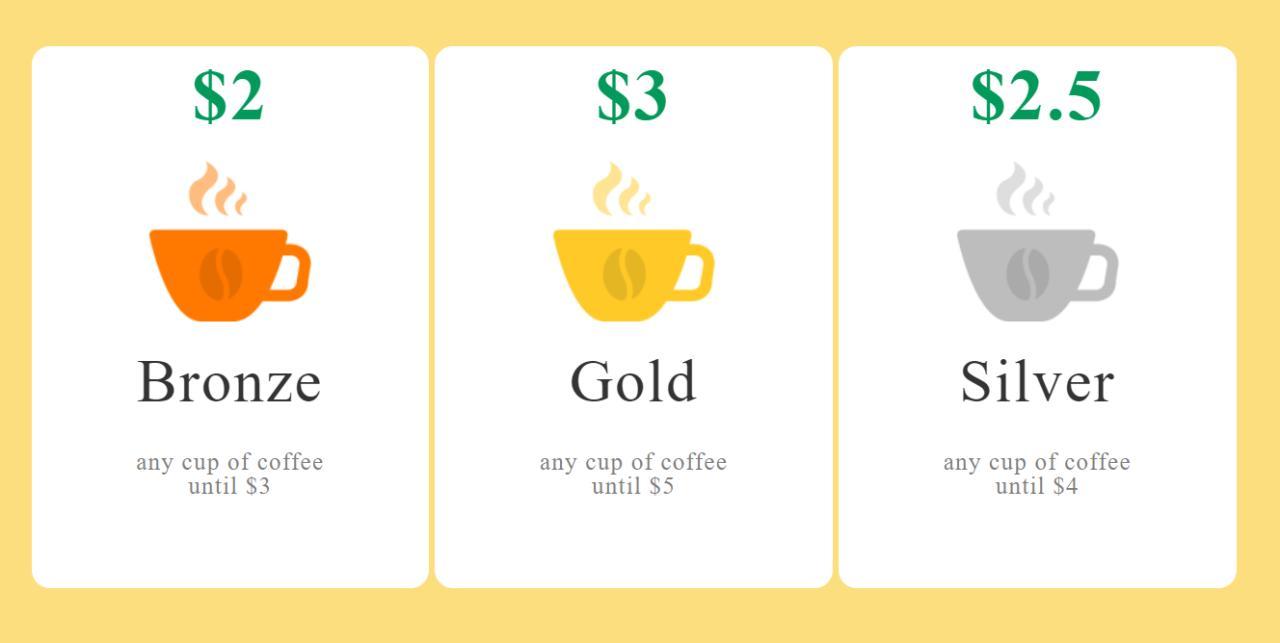 $2
Bronze
any cup of coffee
until $3
$3
Gold
any cup of coffee
until $5
$2.5
Silver
any cup of coffee
until $4